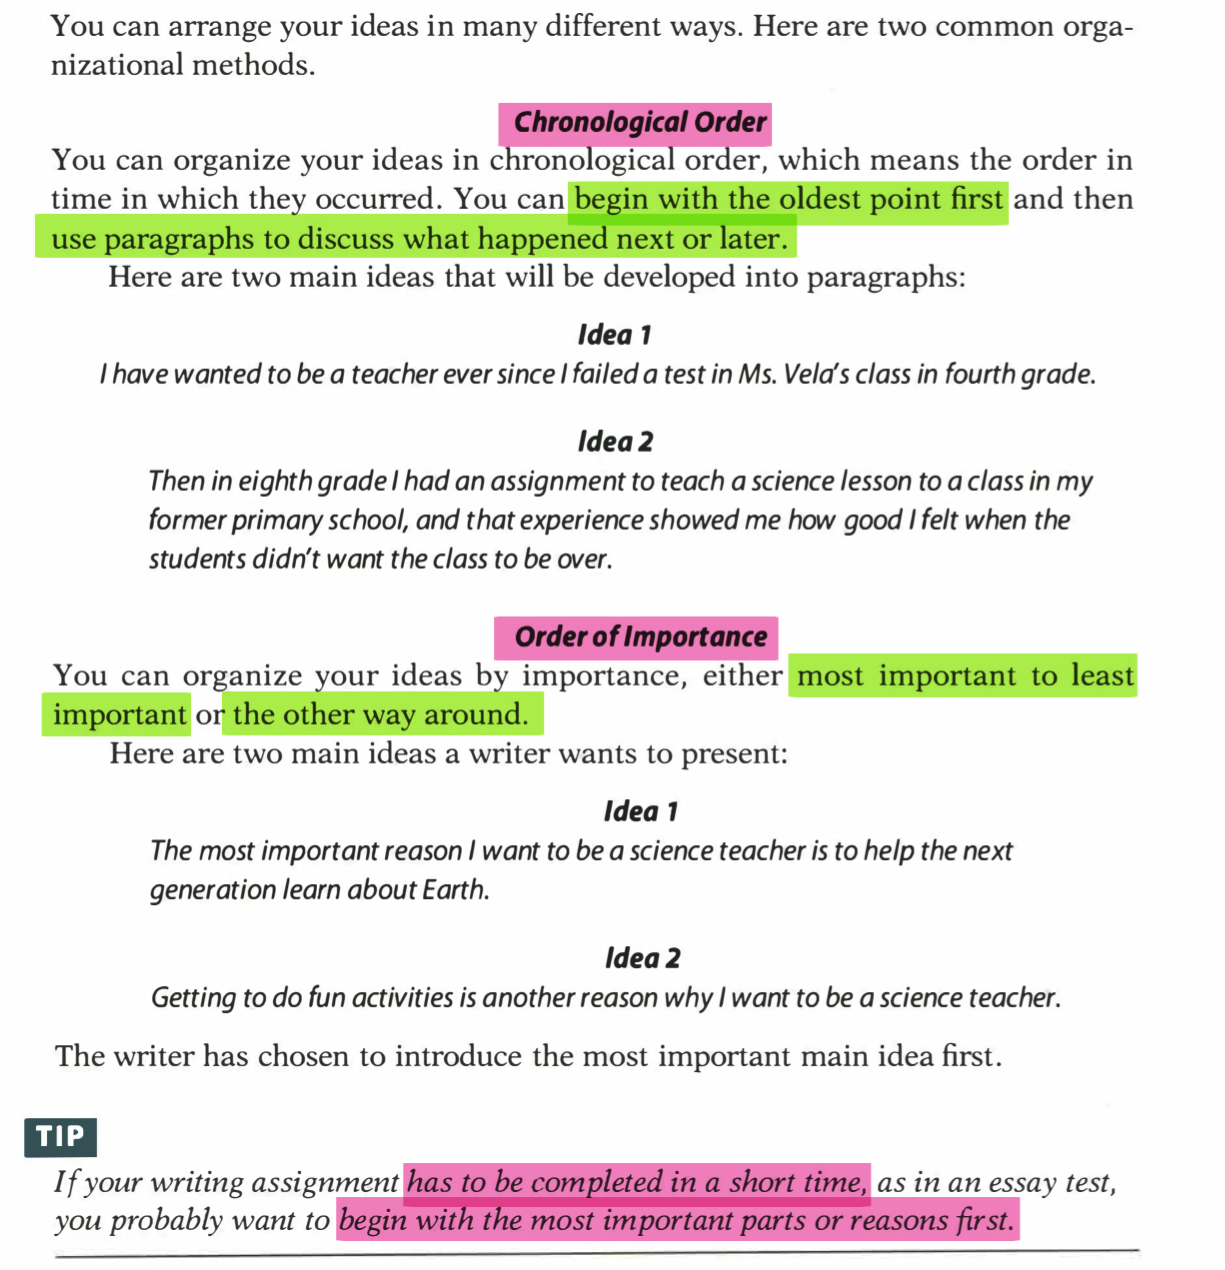 You can arrange your ideas in many different ways. Here are two common orga-
nizational methods.
Chronological Order
You can organize your ideas in chronological order, which means the order in
time in which they occurred. You can begin with the oldest point first and then
use paragraphs to discuss what happened next or later.
Here are two main ideas that will be developed into paragraphs:
Idea 1
I have wanted to be a teacher ever since I failed a test in Ms. Vela's class in fourth grade.
Idea 2
Then in eighth grade I had an assignment to teach a science lesson to a class in my
former primary school, and that experience showed me how good I felt when the
students didn't want the class to be over.
Order of Importance
You can organize your ideas by importance, either most important to least
important or the other way around.
Here are two main ideas a writer wants to present:
Idea 1
The most important reason I want to be a science teacher is to help the next
generation learn about Earth.
Idea 2
Getting to do fun activities is another reason why I want to be a science teacher.
The writer has chosen to introduce the most important main idea first.
TIP
If your writing assignment has to be completed in a short time, as in an essay test,
you probably want to begin with the most important parts or reasons first.